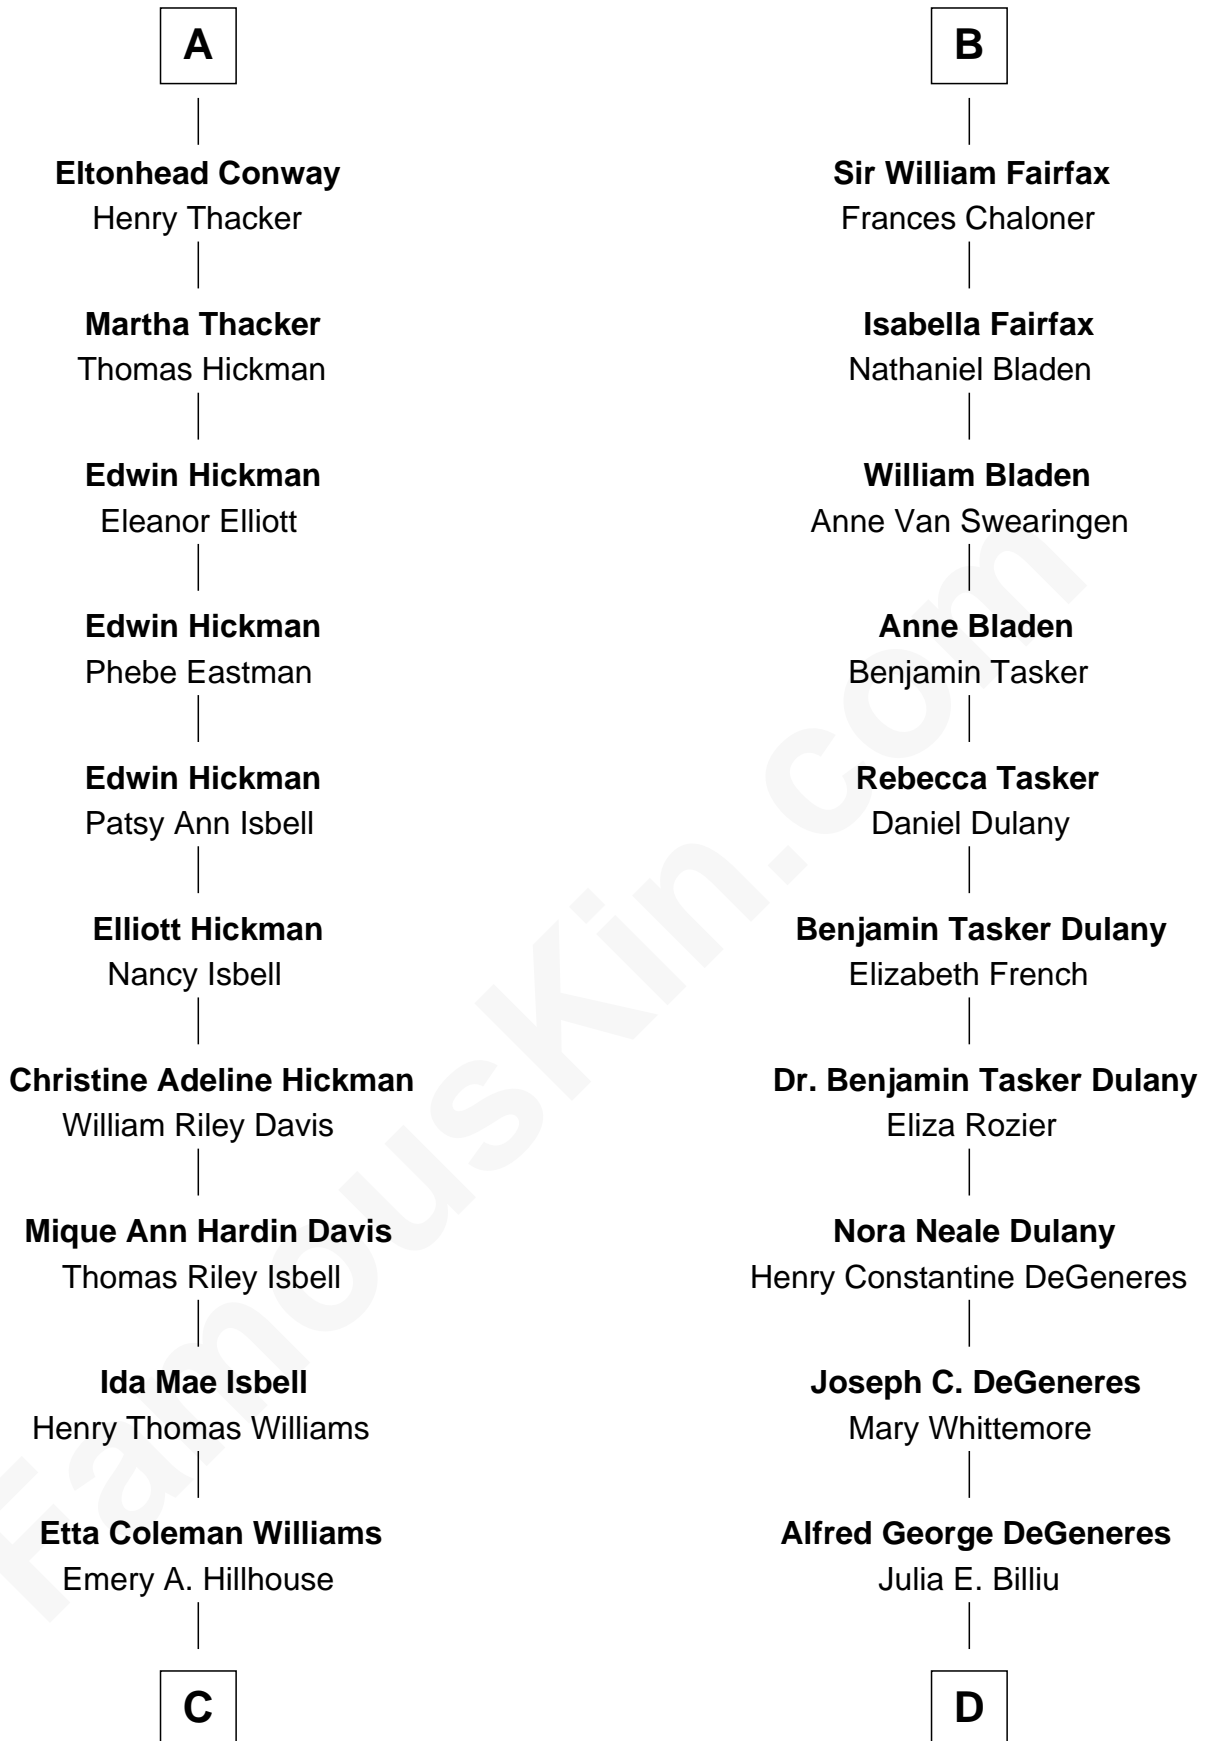 A
Eltonhead Conway
Henry Thacker
Martha Thacker
Thomas Hickman
Edwin Hickman
Eleanor Elliott
Edwin Hickman
Phebe Eastman
Edwin Hickman
Patsy Ann Isbell
Elliott Hickman
Nancy Isbell
Christine Adeline Hickman
William Riley Davis
Mique Ann Hardin Davis
Thomas Riley Isbell
Ida Mae Isbell
Henry Thomas Williams
Etta Coleman Williams
Emery A. Hillhouse
C
B
Sir William Fairfax
Frances Chaloner
Isabella Fairfax
Nathaniel Bladen
William Bladen
Anne Van Swearingen
Anne Bladen
Benjamin Tasker
Rebecca Tasker
Daniel Dulany
Benjamin Tasker Dulany
Elizabeth French
Dr. Benjamin Tasker Dulany
Eliza Rozier
Nora Neale Dulany
Henry Constantine DeGeneres
Joseph C. DeGeneres
Mary Whittemore
Alfred George DeGeneres
Julia E. Billiu
D
FamousKin.com